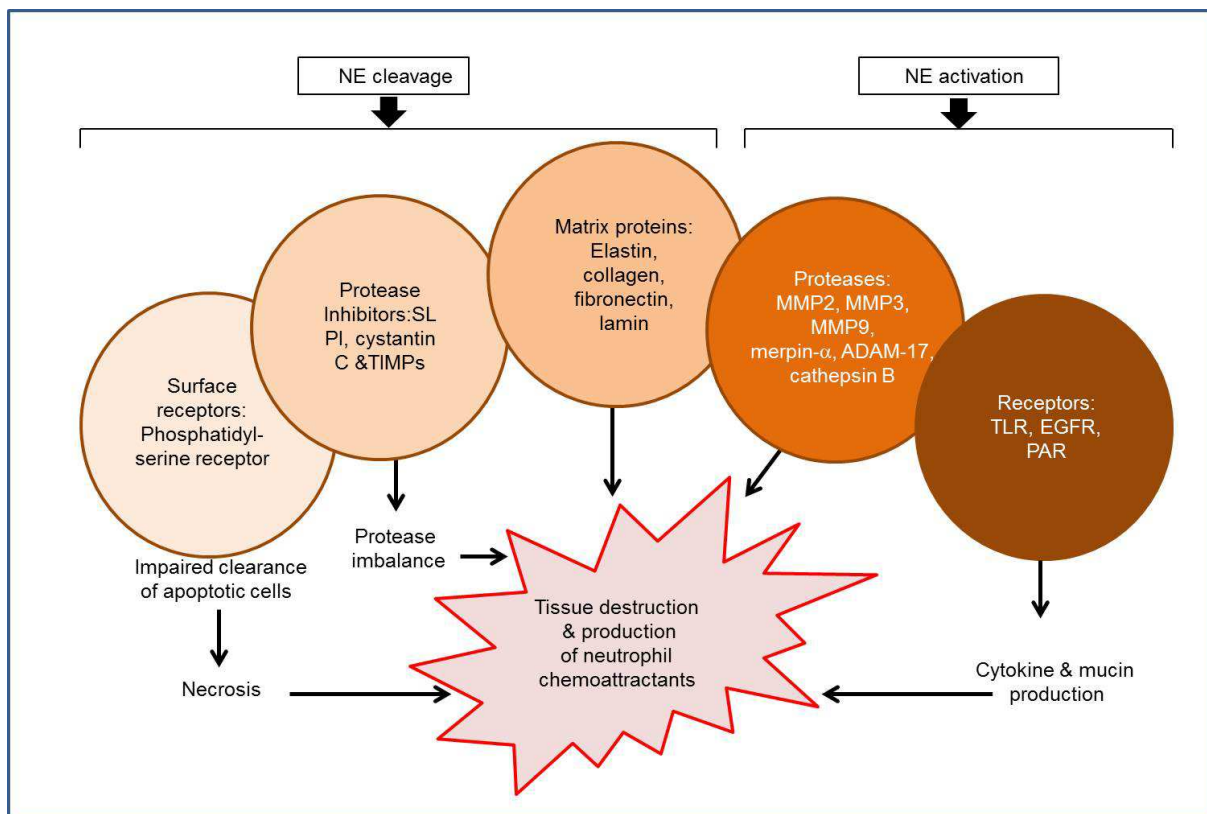 NE cleavage
NE activation
Surface
receptors:
Phosphatidyl-
serine receptor
Protease
Inhibitors:SL
PI, cystantin
C &TIMPs
Matrix proteins:
Elastin,
collagen,
fibronectin,
lamin
Proteases:
MMP2, MMP3,
MMP9,
merpin-α, ADAM-17,
cathepsin B
Receptors:
TLR, EGFR,
PAR
Impaired clearance
of apoptotic cells
Necrosis
Protease
imbalance
Tissue destruction
& production
of neutrophil
chemoattractants
Cytokine & mucin
production